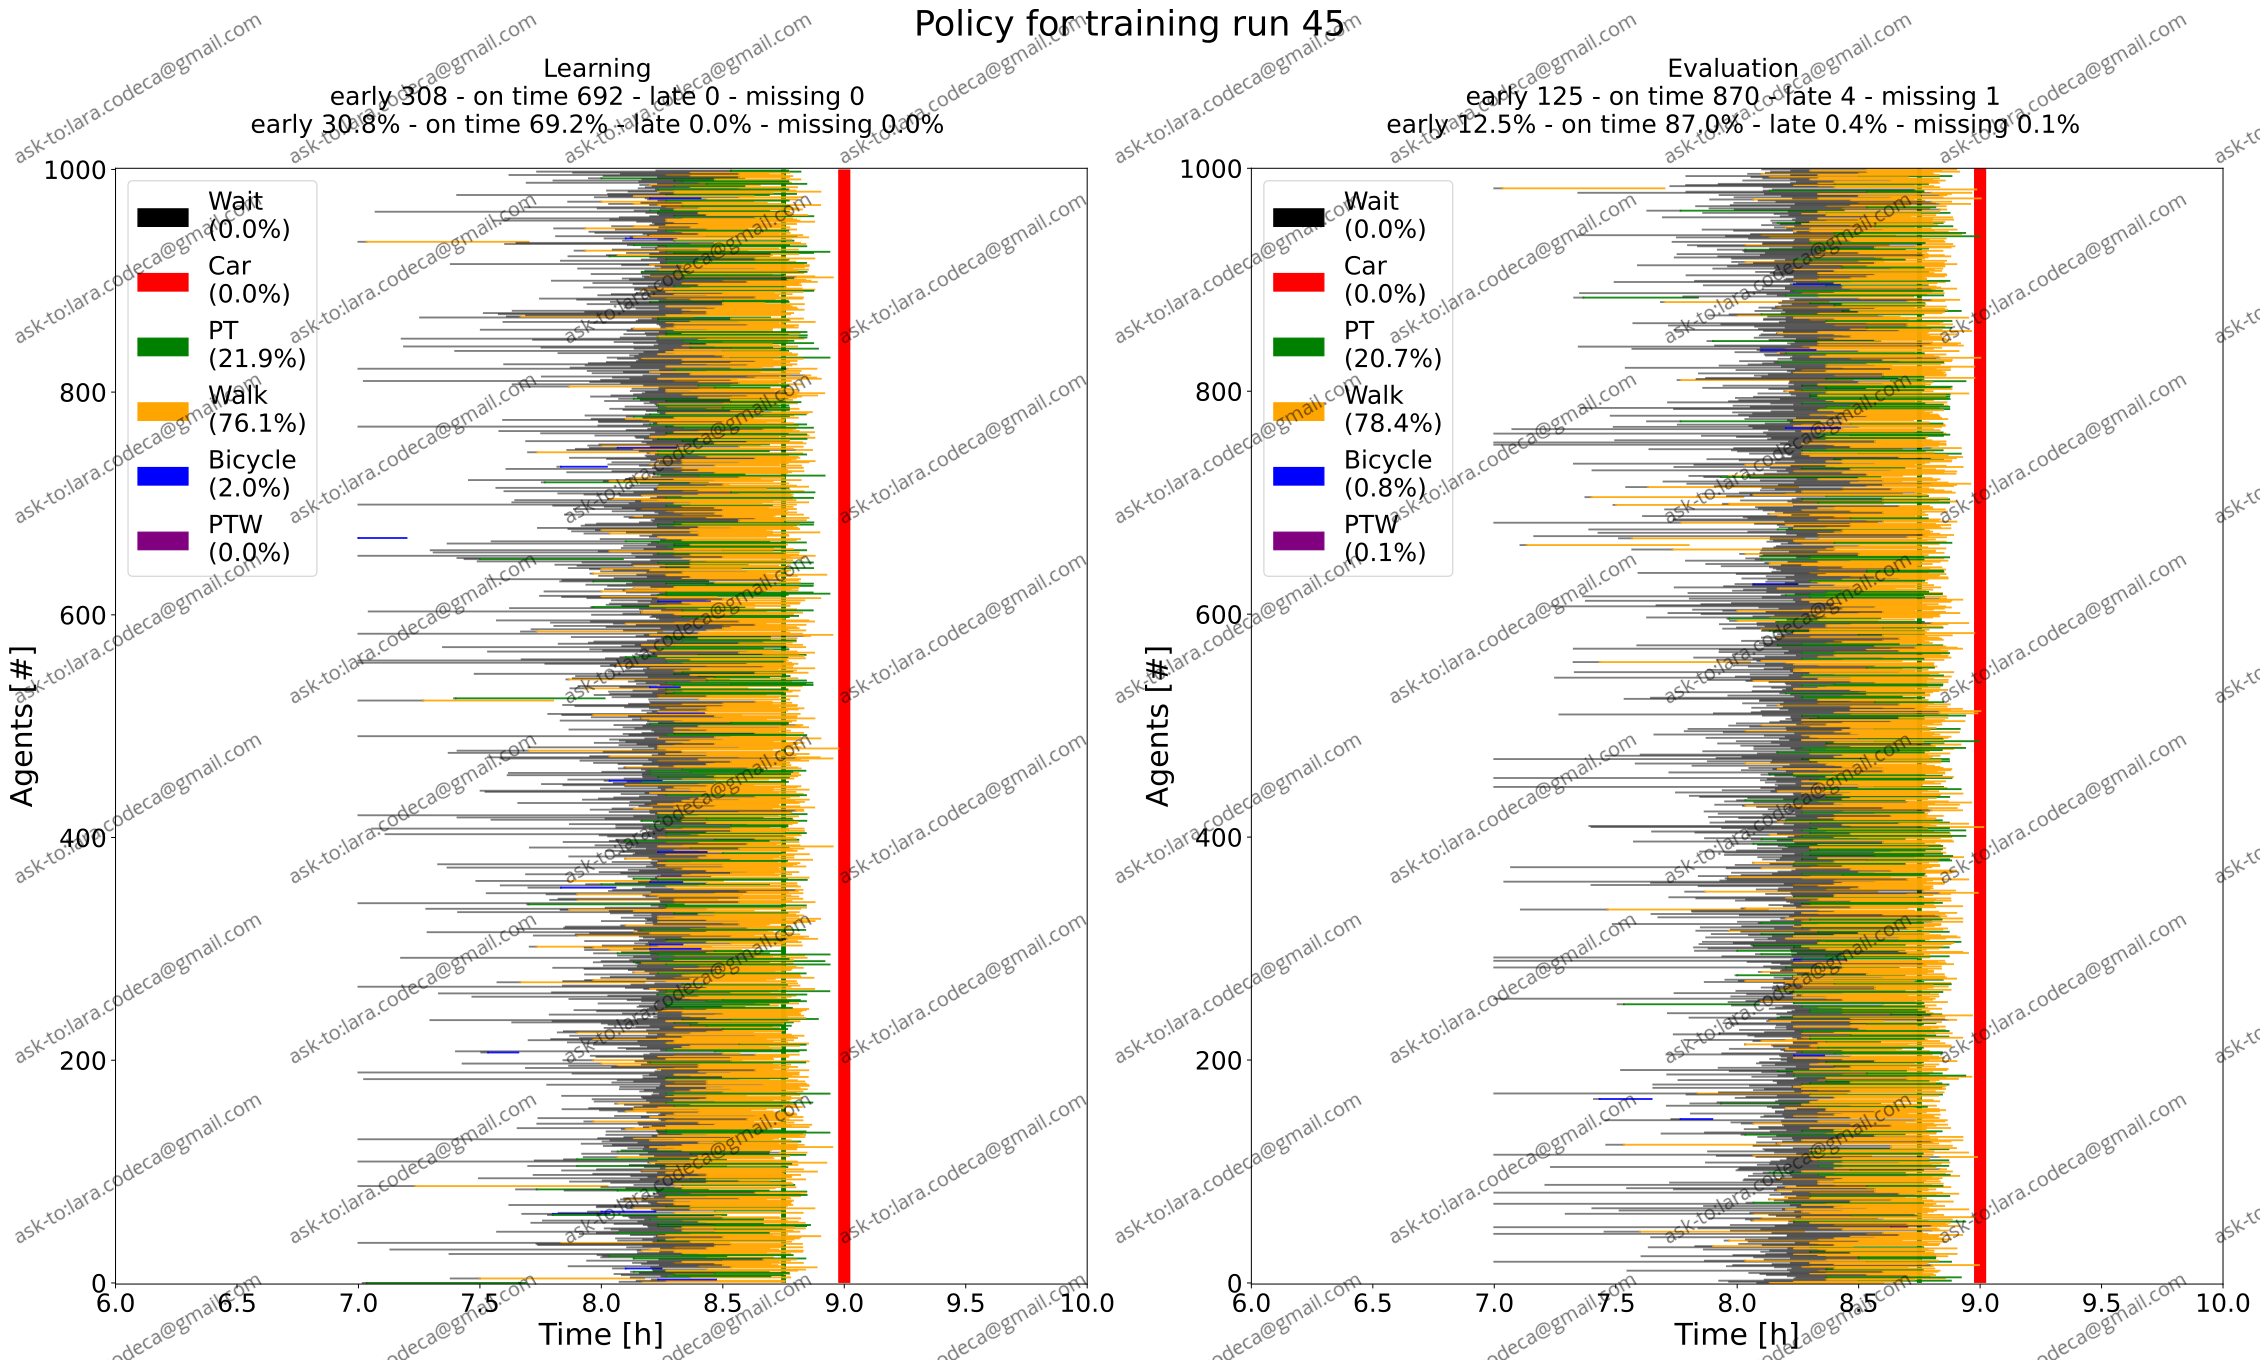 Policy for training run 45
Learning
early 308 - on time 692 - late 0 - missing 0
early 30.8% - on time 69.2% - late 0.0% - missing 0.0%
Wait
(0.0%)
Car
(0.0%)
PT
(21.9%)
Walk
(76.1%)
Bicycle
(2.0%)
PTW
(0.0%)
Agents [#]
1000
800
600
400
200
0
6.0 6.5 7.0 7.5 8.0 8.5 9.0 9.5 10.0
Time [h]
Evaluation
early 125 - on time 870 - late 4 - missing 1
early 12.5% - on time 87.0% - late 0.4% - missing 0.1%
Wait
(0.0%)
Car
(0.0%)
PT
(20.7%)
Walk
(78.4%)
Bicycle
(0.8%)
PTW
(0.1%)
Agents [#]
1000
800
600
400
200
0
6.0 6.5 7.0 7.5 8.0 8.5 9.0 9.5 10.0
Time [h]
ask-to:lara.codeca@gmail.com